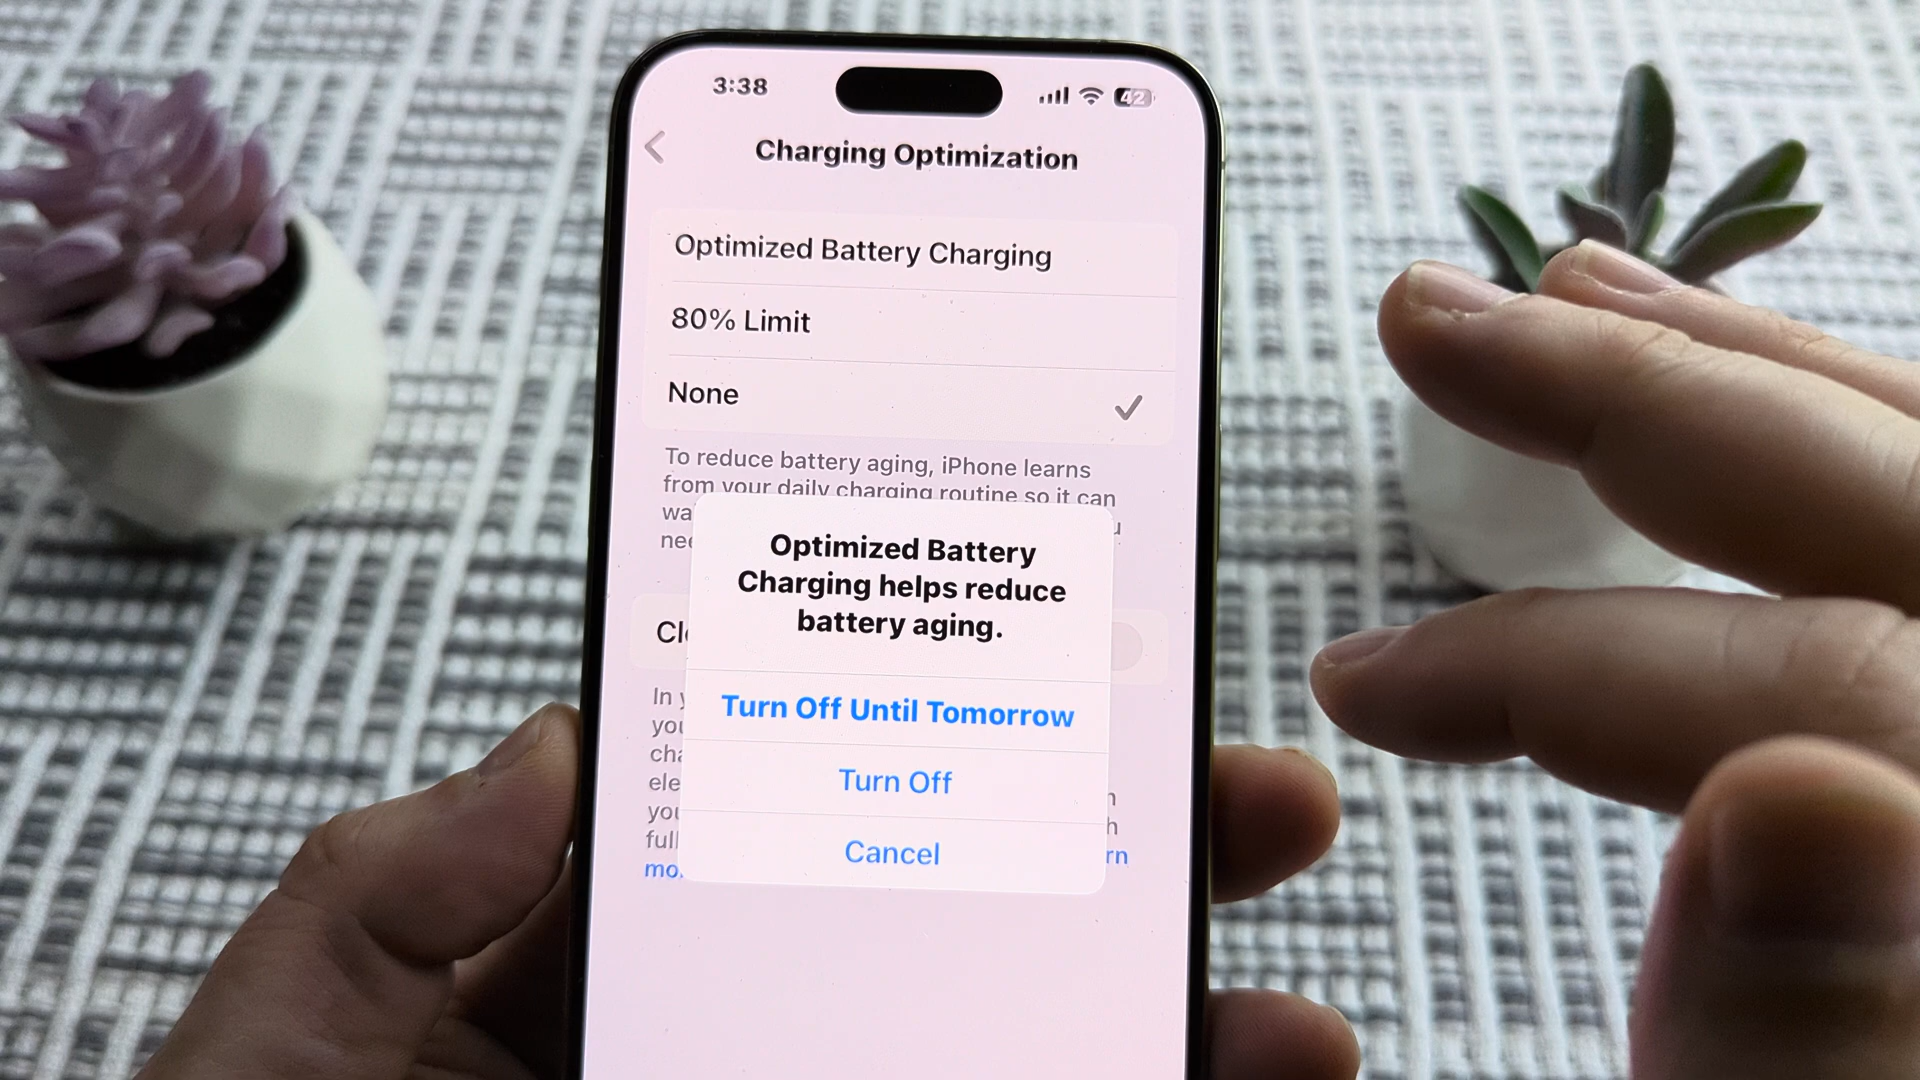 3:38
42
Charging Optimization
Optimized Battery Charging
80% Limit
None
To reduce battery aging, iPhone learns
from your daily charging routine so it can
Optimized Battery
Charging helps reduce
battery aging.
In
Turn Off Until Tomorrow
Turn Off
Cancel